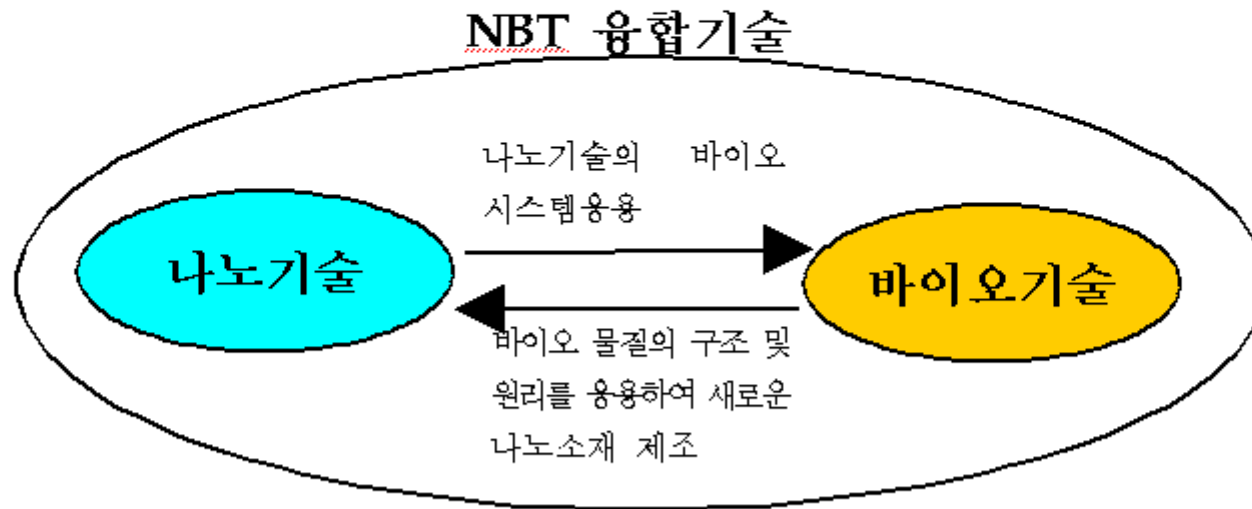 NBT 융합기술
나노기술의 바이오
시스템응용
나노기술
바이오기술
바이오 물질의 구조 및
원리를 응용하여 새로운
나노소재 제조